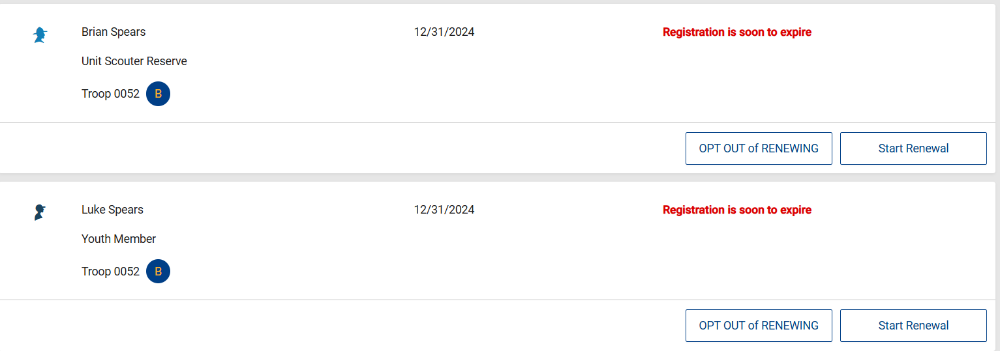 Brian Spears 12/31/2024 Registration is soon to expire
Unit Scouter Reserve
Troop 0052 B
OPT OUT of RENEWING Start Renewal
Luke Spears 12/31/2024 Registration is soon to expire
Youth Member
Troop 0052 B
OPT OUT of RENEWING Start Renewal